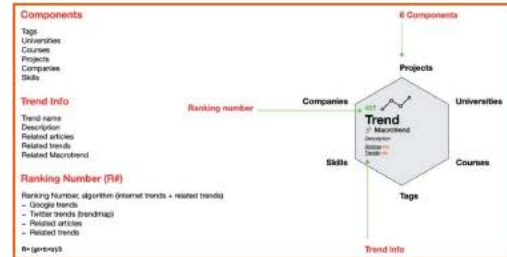 Components
Tags
Universities
Courses
Projects
Companies
Skills
Trend Info
Trend name
Description
Related articles
Related trends
Related Macrotrend
Ranking Number (R#)
Ranking Number, algorithm (internet trends + related trends)
- Google trends
- Twitter trends (trendmap)
- Related articles
- Related trends
6 Components
Projects
Companies
Universities
Ranking number
Trend
Macrotrend
Description
Skills
Courses
Tags
Trend Info